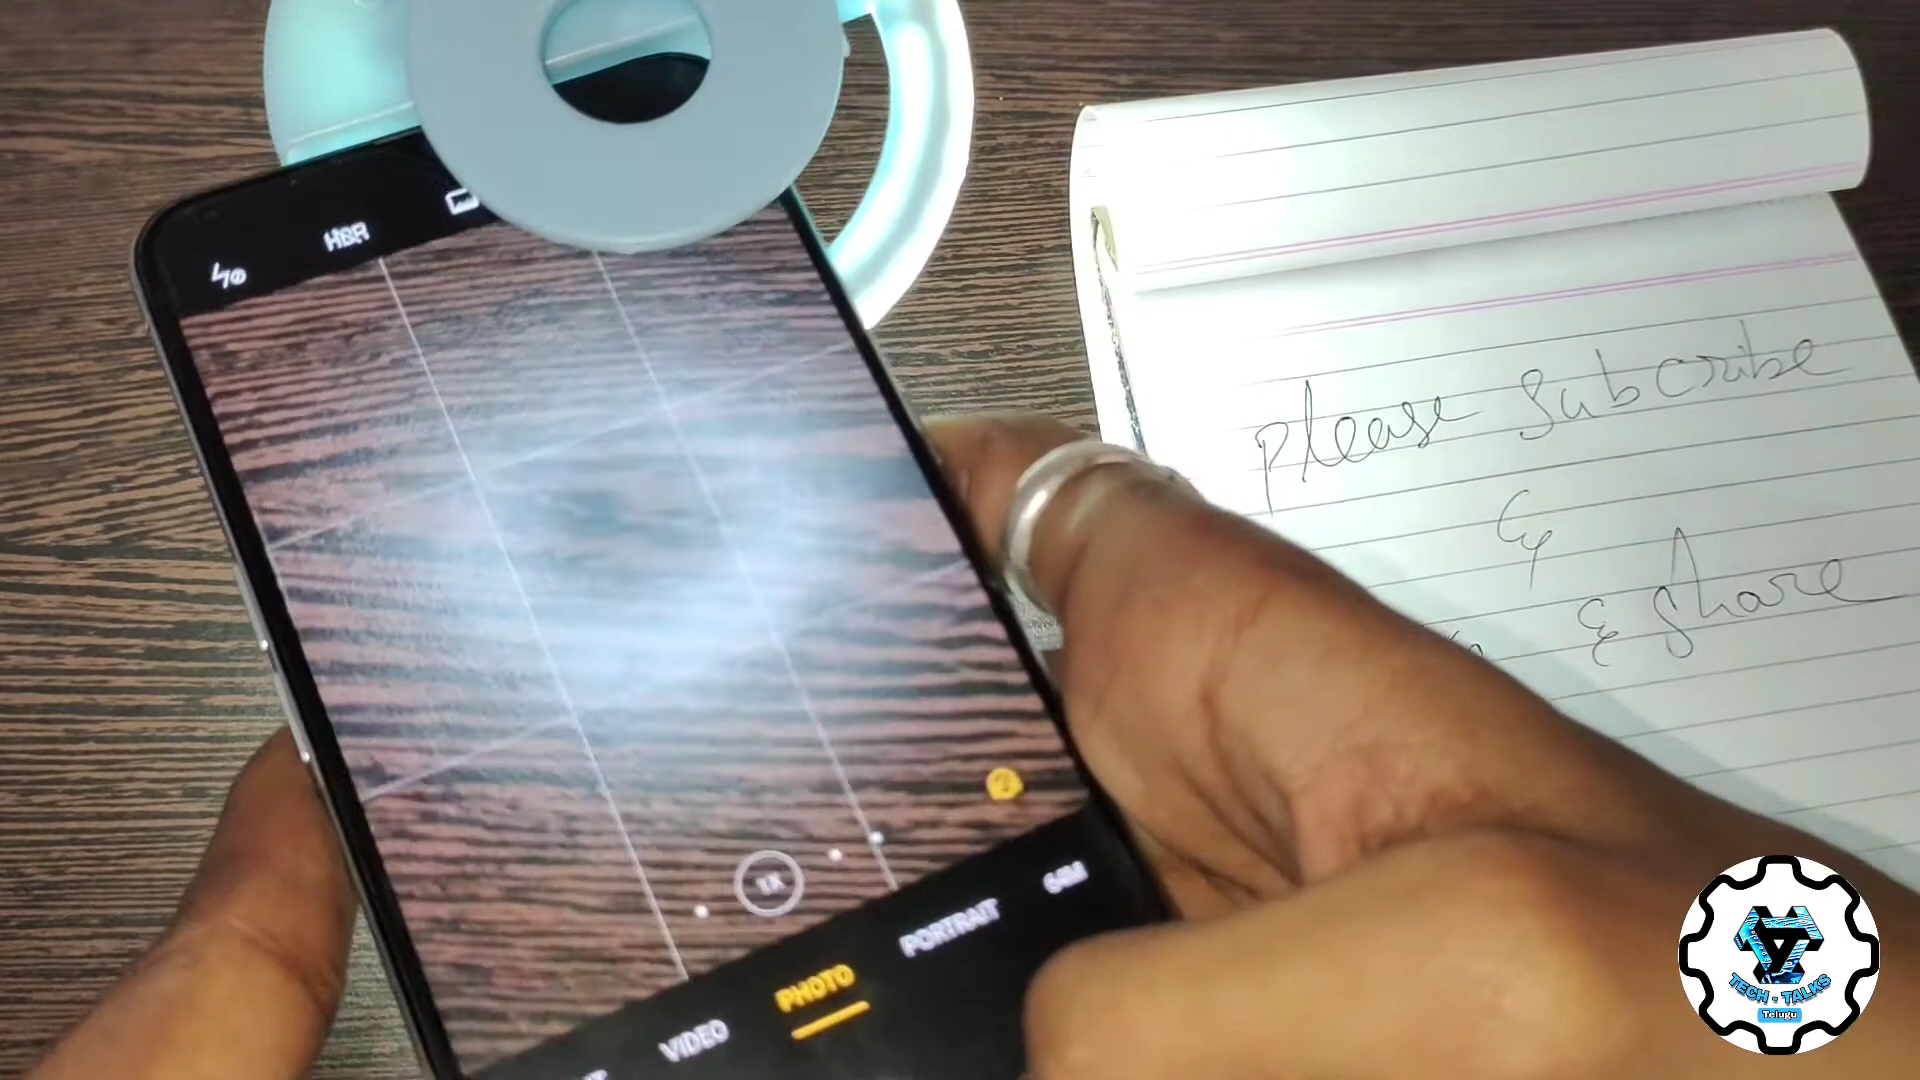 HDR
1X
64M
PORTRAIT
PHOTO
VIDEO
please Subcribe
&
& Share
TECH - TALKS
Telugu